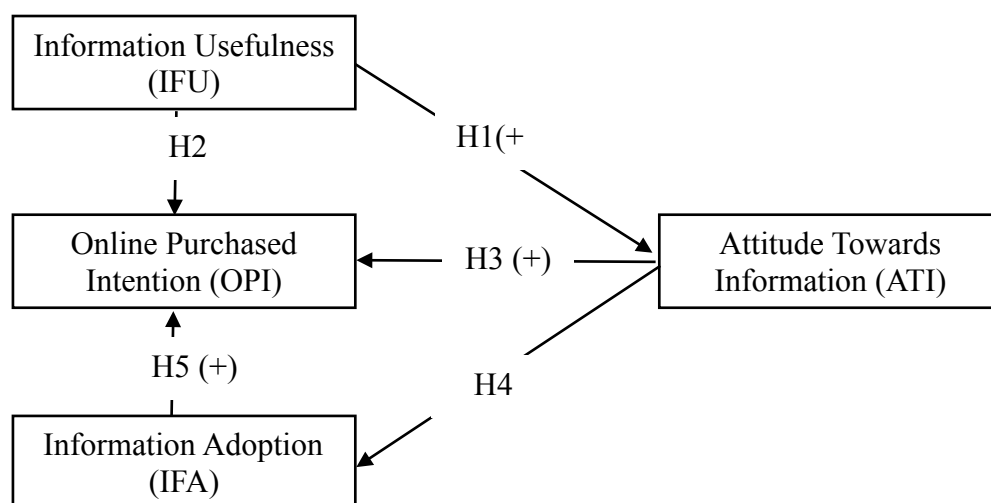 Information Usefulness
(IFU)
H1(+
H2
Online Purchased
Intention (OPI)
H3 (+)
Attitude Towards
Information (ATI)
H5 (+)
H4
Information Adoption
(IFA)